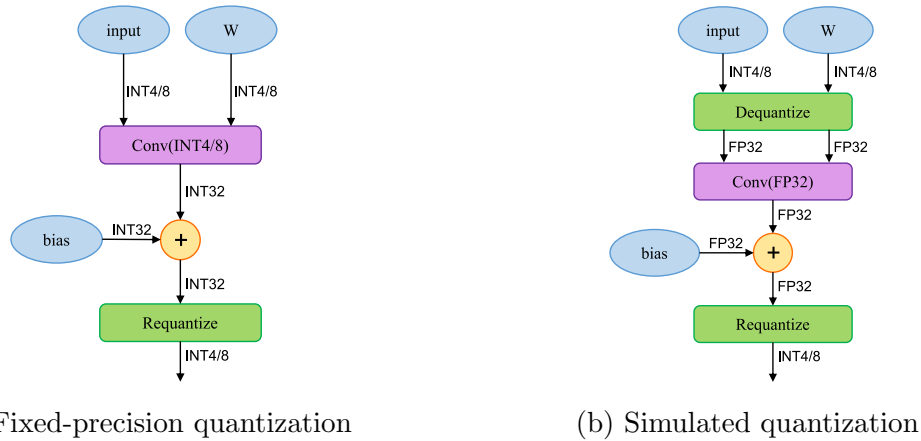 input W
INT4/8 INT4/8
Conv(INT4/8)
INT32
bias INT32 +
INT32
Requantize
INT4/8
Fixed-precision quantization
input W
INT4/8 INT4/8
Dequantize
FP32 FP32
Conv(FP32)
FP32
bias FP32 +
FP32
Requantize
INT4/8
(b) Simulated quantization